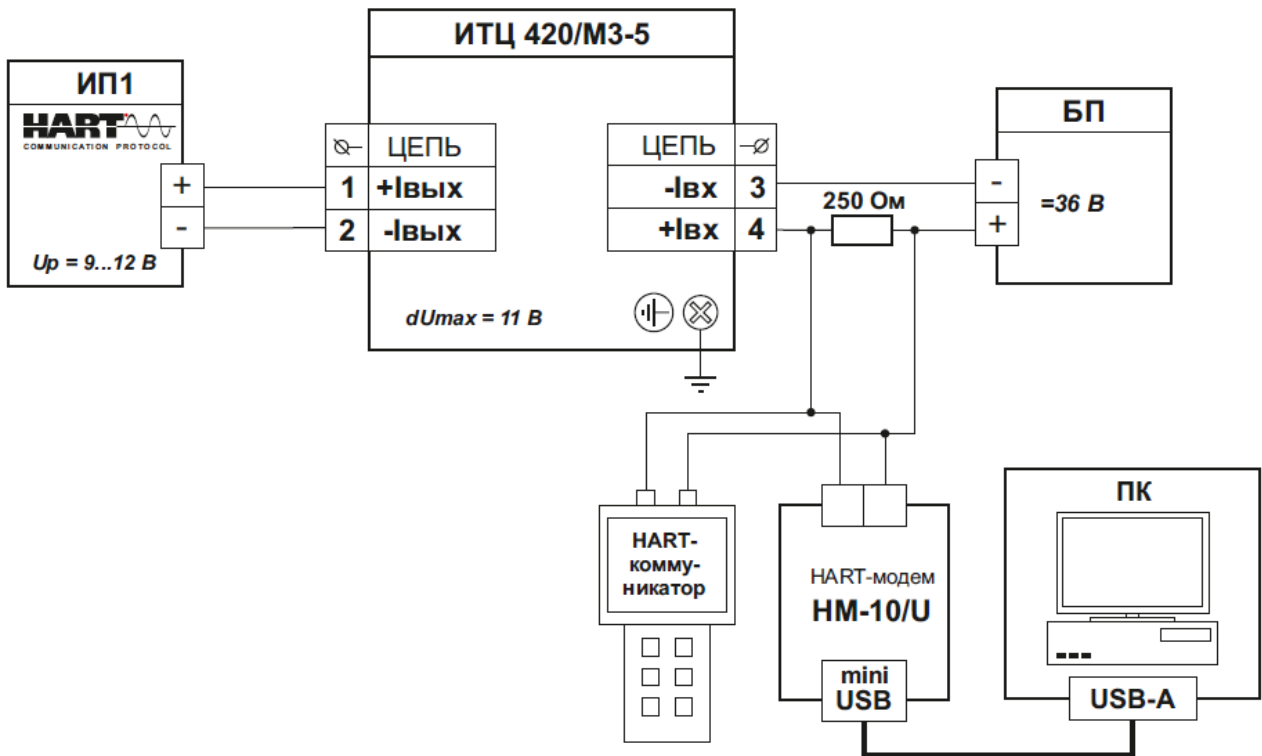 ИТЦ 420/М3-5
ИП1
HART
COMMUNICATION PROTOCOL
+
-
Up = 9...12 В
ЦЕПЬ
1 +Iвых
2 -Iвых
ЦЕПЬ
-Iвх 3
+Iвх 4
dUmax = 11 В
250 Ом
БП
-
+
=36 В
HART-
комму-
никатор
HART-модем
HM-10/U
mini
USB
ПК
USB-A